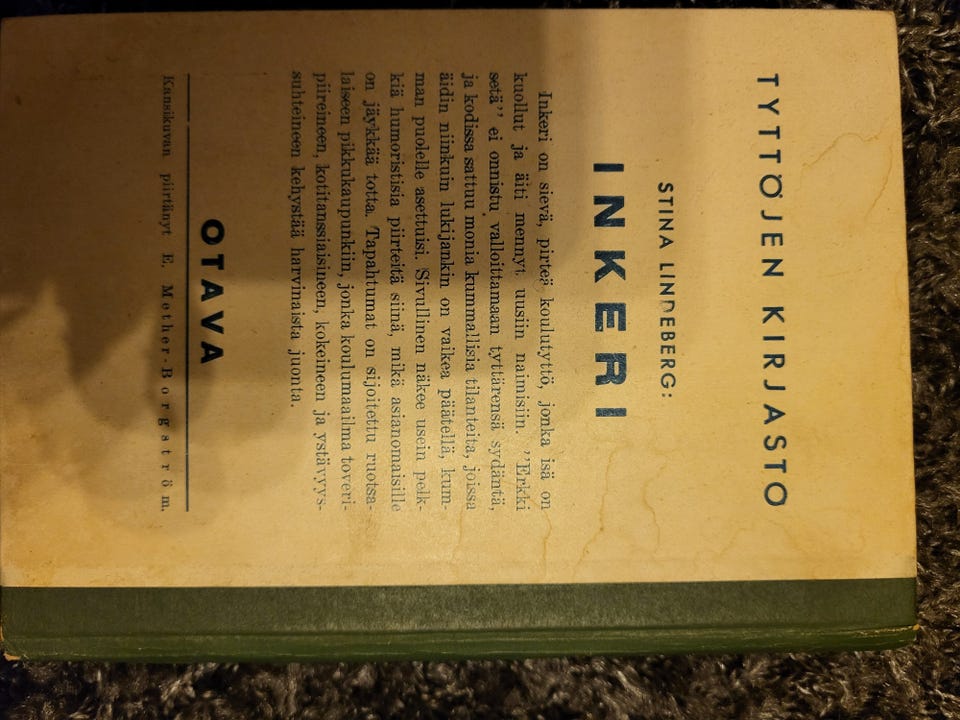 TYTTÖJEN KIRJASTO
STINA LINDEBERG:
INKERI
Inkeri on sievä, pirteä koulutyttö, jonka isä on
kuollut ja äiti mennyt uusiin naimisiin. ”Erkki
setä” ei onnistu valloittamaan tyttärensä sydäntä,
ja kodissa sattuu monia kummallisia tilanteita, joissa
äidin niinkuin lukijankin on vaikea päätellä, kum-
man puolelle asettuisi. Sivullinen näkee usein pelk-
kiä humoristisia piirteitä siinä, mikä asianomaisille
on jäykkää totta. Tapahtumat on sijoitettu ruotsa-
laiseen pikkukaupunkiin, jonka koulumaailma toveri-
piireineen, kotitanssiaisineen, kokeineen ja ystävyys-
suhteineen kehystää harvinaista juonta.
OTAVA
Kansikuvan piirtänyt E. Mether-Borgström.